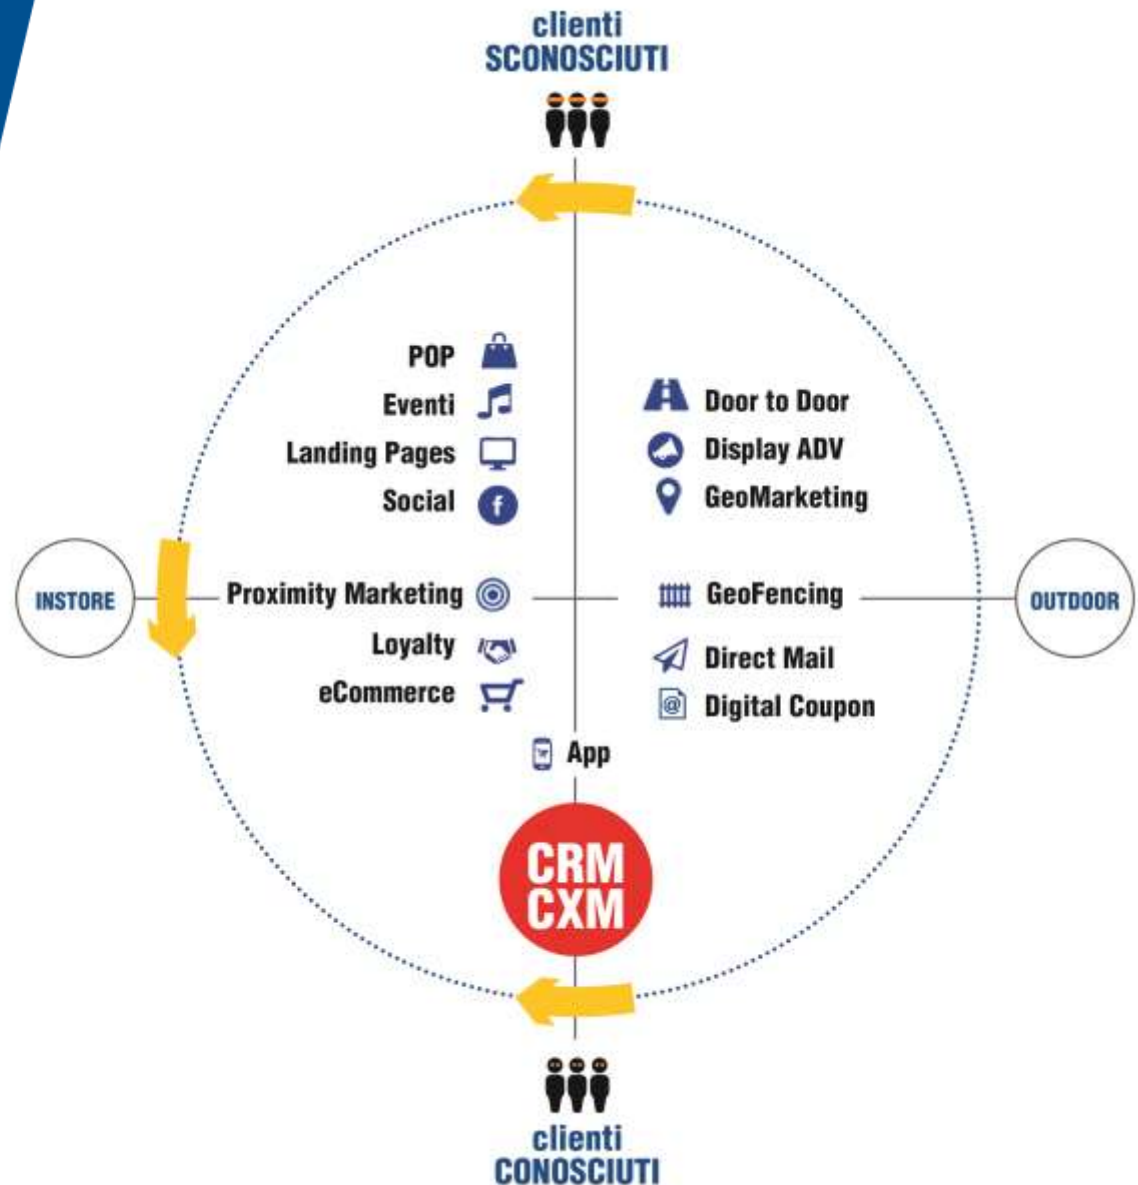 clienti
SCONOSCIUTI
POP
Eventi
Landing Pages
Social
Door to Door
Display ADV
GeoMarketing
INSTORE
Proximity Marketing
GeoFencing
OUTDOOR
Loyalty
eCommerce
Direct Mail
@
Digital Coupon
App
CRM
CXM
clienti
CONOSCIUTI